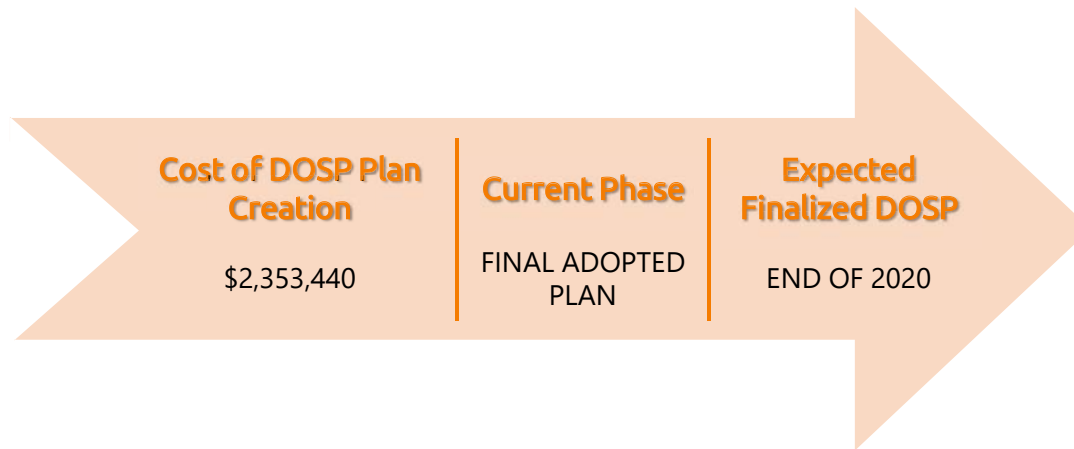 Cost of DOSP Plan
Creation
$2,353,440
Current Phase
FINAL ADOPTED
PLAN
Expected
Finalized DOSP
END OF 2020